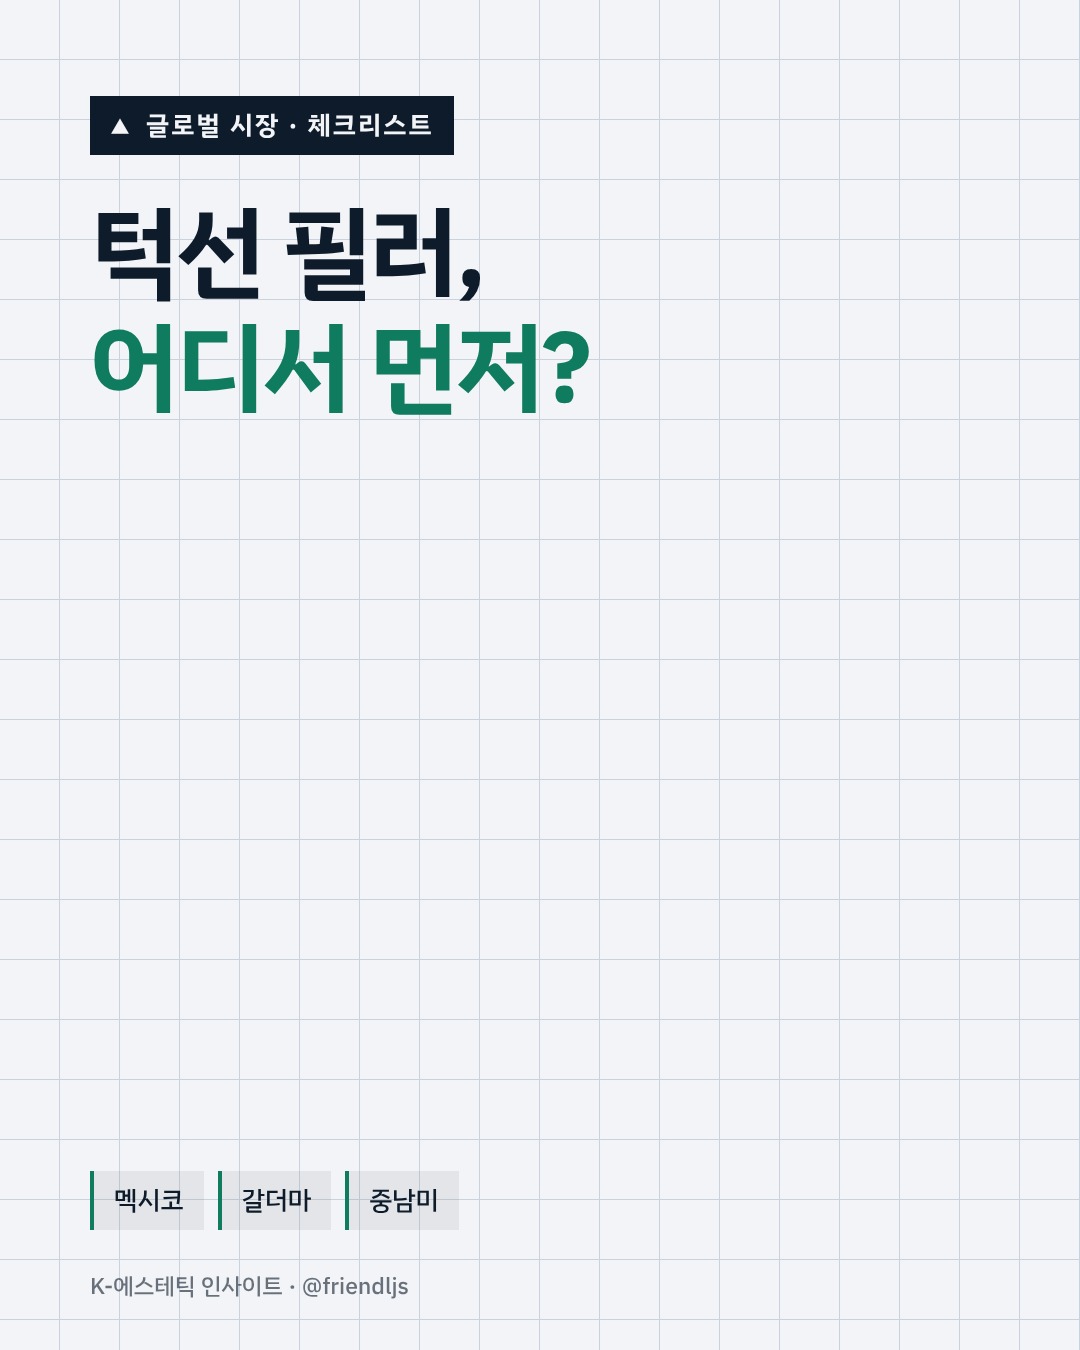 ▲ 글로벌 시장 · 체크리스트
턱선 필러,
어디서 먼저?
멕시코 갈더마 중남미
K-에스테틱 인사이트 · @friendljs